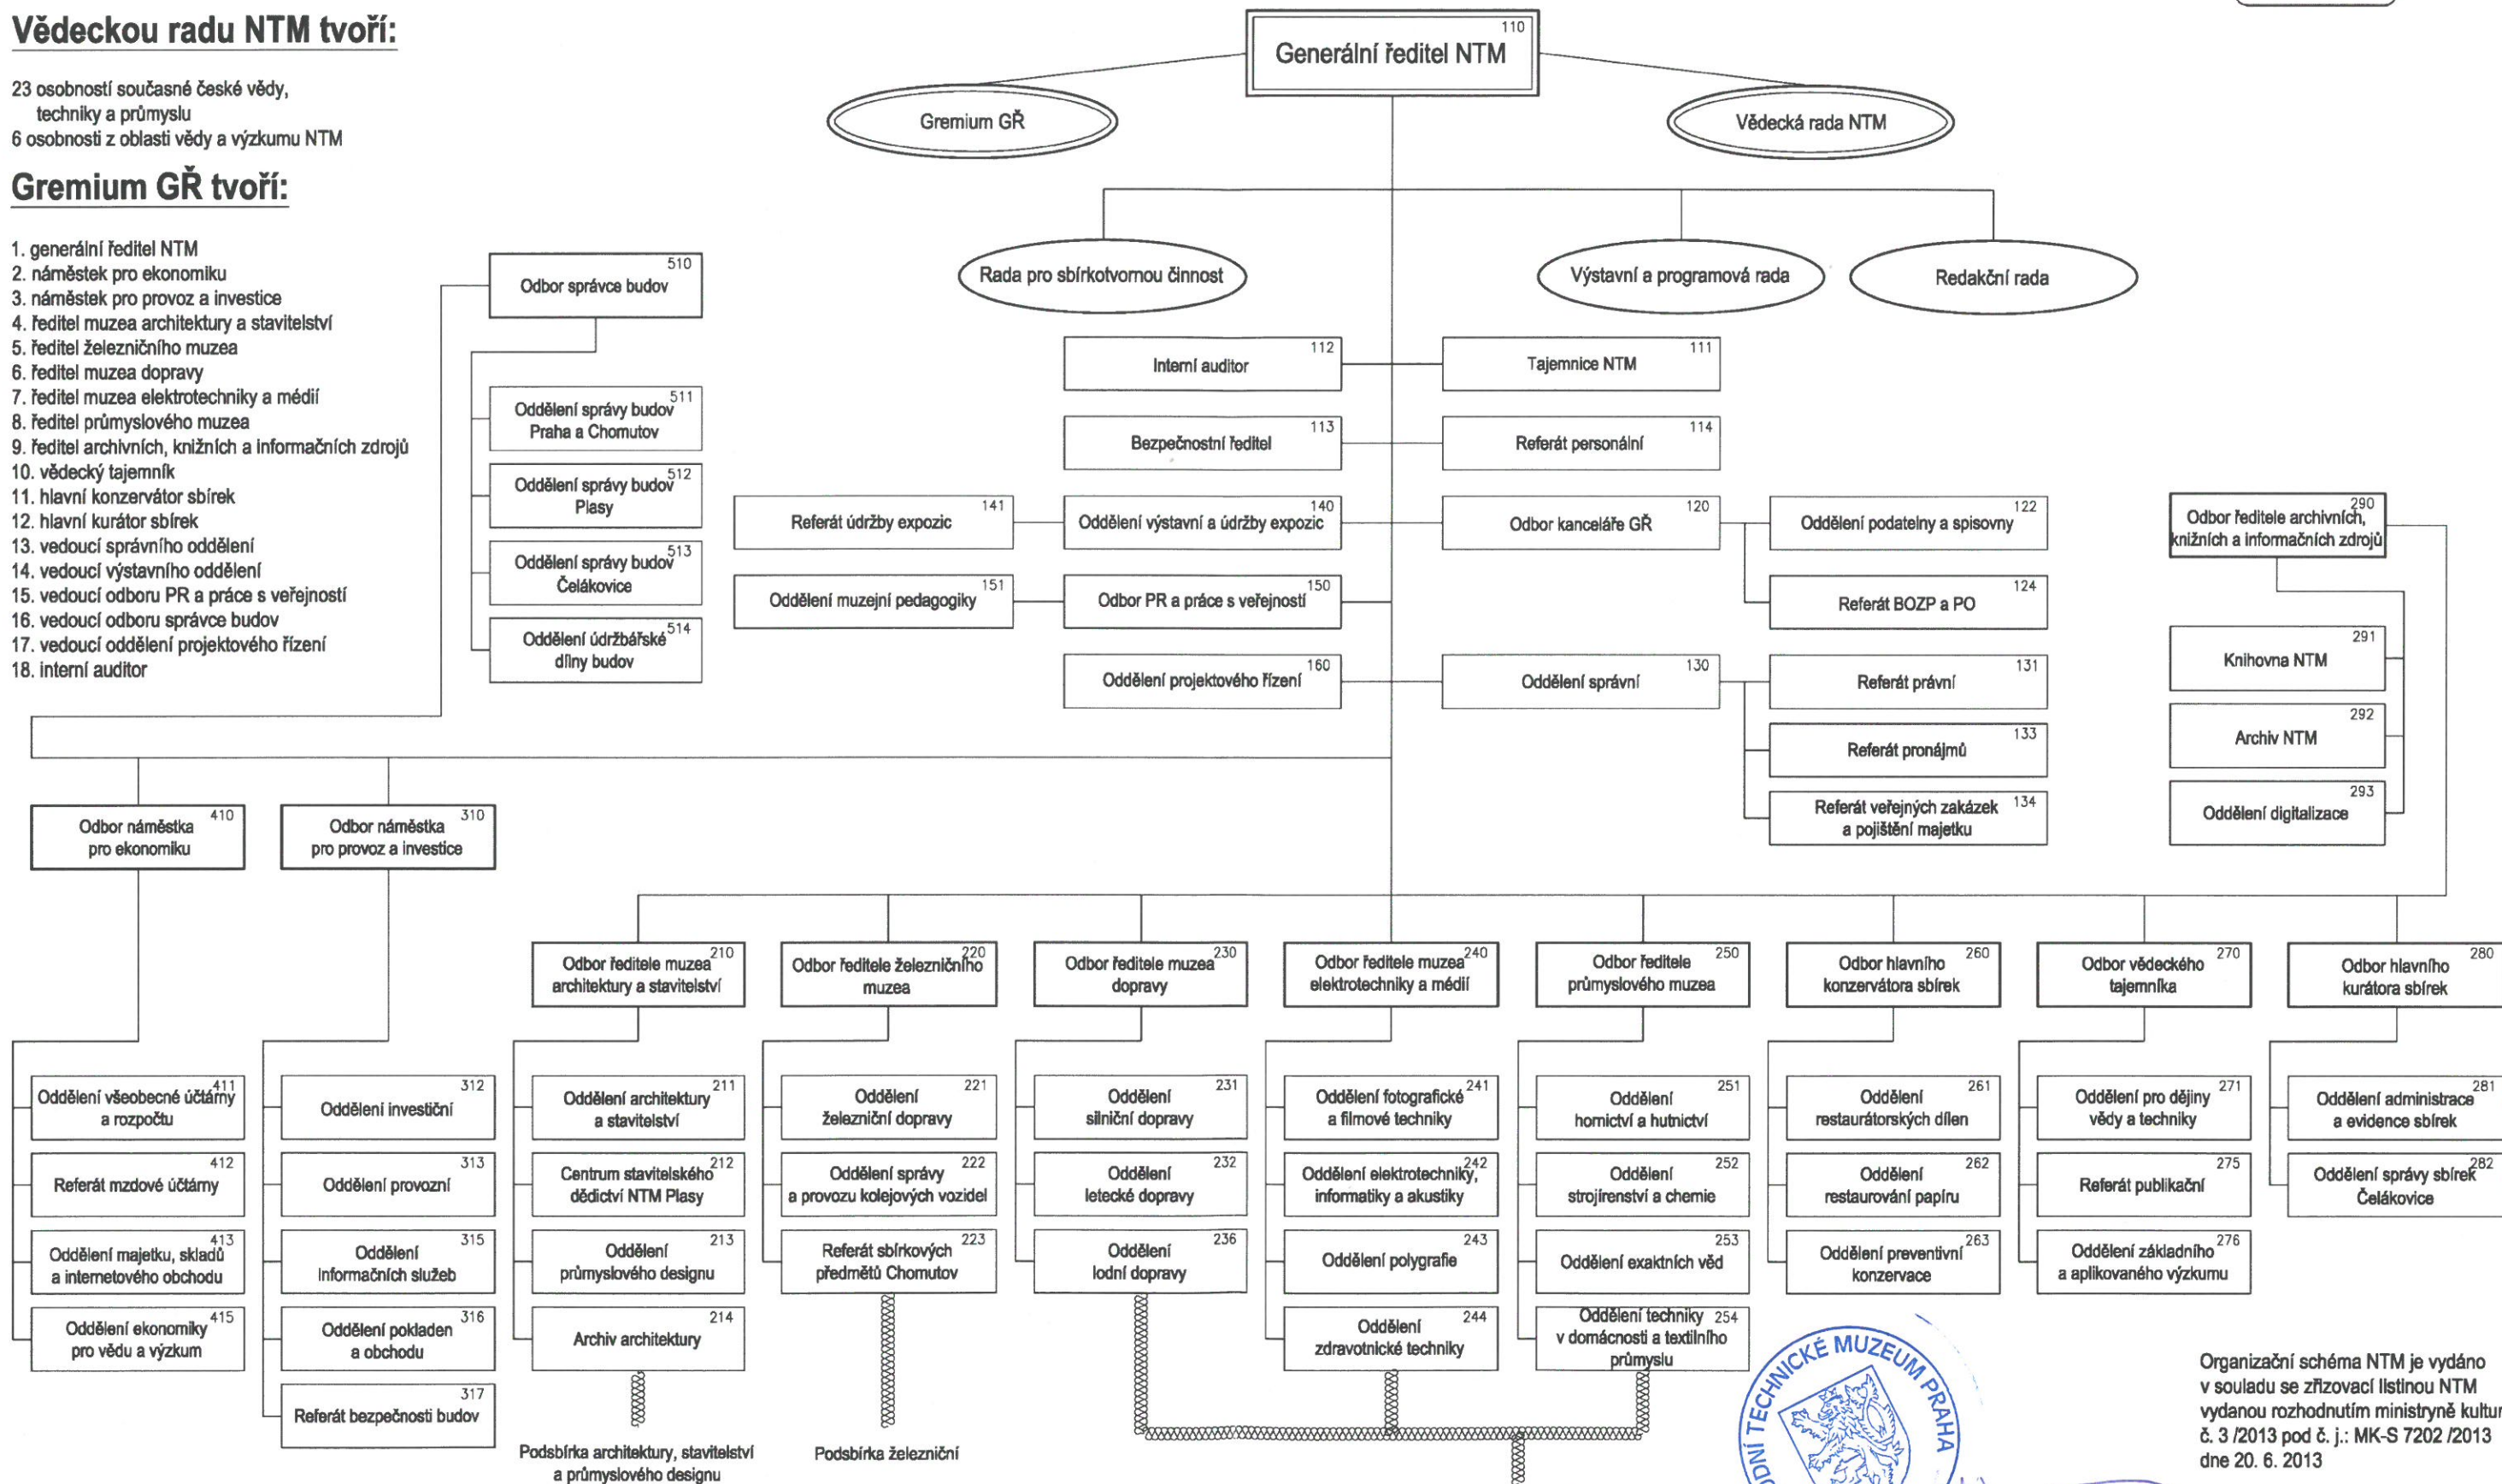 Vědeckou radu NTM tvoří:
23 osobností současné české vědy,
techniky a průmyslu
6 osobnosti z oblasti vědy a výzkumu NTM
Gremium GŘ tvoří:
1. generální ředitel NTM
2. náměstek pro ekonomiku
3. náměstek pro provoz a investice
4. ředitel muzea architektury a stavitelství
5. ředitel železničního muzea
6. ředitel muzea dopravy
7. ředitel muzea elektrotechniky a médií
8. ředitel průmyslového muzea
9. ředitel archivních, knižních a informačních zdrojů
10. vědecký tajemník
11. hlavní konzervátor sbírek
12. hlavní kurátor sbírek
13. vedoucí správního oddělení
14. vedoucí výstavního oddělení
15. vedoucí odboru PR a práce s veřejností
16. vedoucí odboru správce budov
17. vedoucí oddělení projektového řízení
18. interní auditor
110
Generální ředitel NTM
Gremium GŘ
Vědecká rada NTM
Rada pro sbírkotvornou činnost
Výstavní a programová rada
Redakční rada
510
Odbor správce budov
511
Oddělení správy budov
Praha a Chomutov
512
Oddělení správy budov
Plasy
513
Oddělení správy budov
Čelákovice
514
Oddělení údržbářské
dílny budov
112
Interní auditor
111
Tajemnice NTM
113
Bezpečnostní ředitel
114
Referát personální
141
Referát údržby expozic
140
Oddělení výstavní a údržby expozic
120
Odbor kanceláře GŘ
122
Oddělení podatelny a spisovny
151
Oddělení muzejní pedagogiky
150
Odbor PR a práce s veřejností
124
Referát BOZP a PO
160
Oddělení projektového řízení
130
Oddělení správní
131
Referát právní
133
Referát pronájmů
134
Referát veřejných zakázek
a pojištění majetku
290
Odbor ředitele archivních,
knižních a informačních zdrojů
291
Knihovna NTM
292
Archiv NTM
293
Oddělení digitalizace
410
Odbor náměstka
pro ekonomiku
310
Odbor náměstka
pro provoz a investice
210
Odbor ředitele muzea
architektury a stavitelství
220
Odbor ředitele železničního
muzea
230
Odbor ředitele muzea
dopravy
240
Odbor ředitele muzea
elektrotechniky a médií
250
Odbor ředitele
průmyslového muzea
260
Odbor hlavního
konzervátora sbírek
270
Odbor vědeckého
tajemníka
280
Odbor hlavního
kurátora sbírek
411
Oddělení všeobecné účtárny
a rozpočtu
412
Referát mzdové účtárny
413
Oddělení majetku, skladů
a internetového obchodu
415
Oddělení ekonomiky
pro vědu a výzkum
312
Oddělení investiční
313
Oddělení provozní
315
Oddělení
Informačních služeb
316
Oddělení pokladen
a obchodu
317
Referát bezpečnosti budov
211
Oddělení architektury
a stavitelství
212
Centrum stavitelského
dědictví NTM Plasy
213
Oddělení
průmyslového designu
214
Archiv architektury
Podsbírka architektury, stavitelství
a průmyslového designu
221
Oddělení
železniční dopravy
222
Oddělení správy
a provozu kolejových vozidel
223
Referát sbírkových
předmětů Chomutov
Podsbírka železniční
231
Oddělení
silniční dopravy
232
Oddělení
letecké dopravy
236
Oddělení
lodní dopravy
241
Oddělení fotografické
a filmové techniky
242
Oddělení elektrotechniky,
informatiky a akustiky
243
Oddělení polygrafie
244
Oddělení
zdravotnické techniky
251
Oddělení
hornictví a hutnictví
252
Oddělení
strojírenství a chemie
253
Oddělení exaktních věd
254
Oddělení techniky
v domácnosti a textilního
průmyslu
261
Oddělení
restaurátorských dílen
262
Oddělení
restaurování papíru
263
Oddělení preventivní
konzervace
271
Oddělení pro dějiny
vědy a techniky
275
Referát publikační
276
Oddělení základního
a aplikovaného výzkumu
281
Oddělení administrace
a evidence sbírek
282
Oddělení správy sbírek
Čelákovice
TECHNICKÉ MUZEUM PRAHA
Organizační schéma NTM je vydáno
v souladu se zřizovací listinou NTM
vydanou rozhodnutím ministryně kultur
č. 3 /2013 pod č. j.: MK-S 7202 /2013
dne 20. 6. 2013